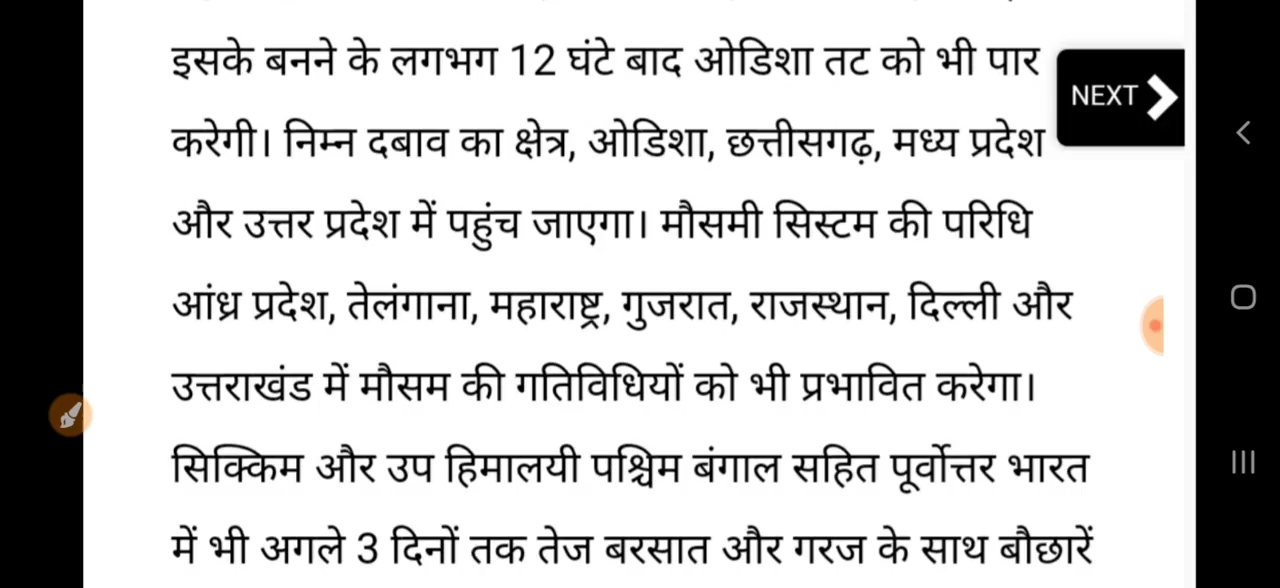 इसके बनने के लगभग 12 घंटे बाद ओडिशा तट को भी पार
NEXT
करेगी। निम्न दबाव का क्षेत्र, ओडिशा, छत्तीसगढ़, मध्य प्रदेश
और उत्तर प्रदेश में पहुंच जाएगा। मौसमी सिस्टम की परिधि
आंध्र प्रदेश, तेलंगाना, महाराष्ट्र, गुजरात, राजस्थान, दिल्ली और
उत्तराखंड में मौसम की गतिविधियों को भी प्रभावित करेगा।
सिक्किम और उप हिमालयी पश्चिम बंगाल सहित पूर्वोत्तर भारत
में भी अगले 3 दिनों तक तेज बरसात और गरज के साथ बौछारें